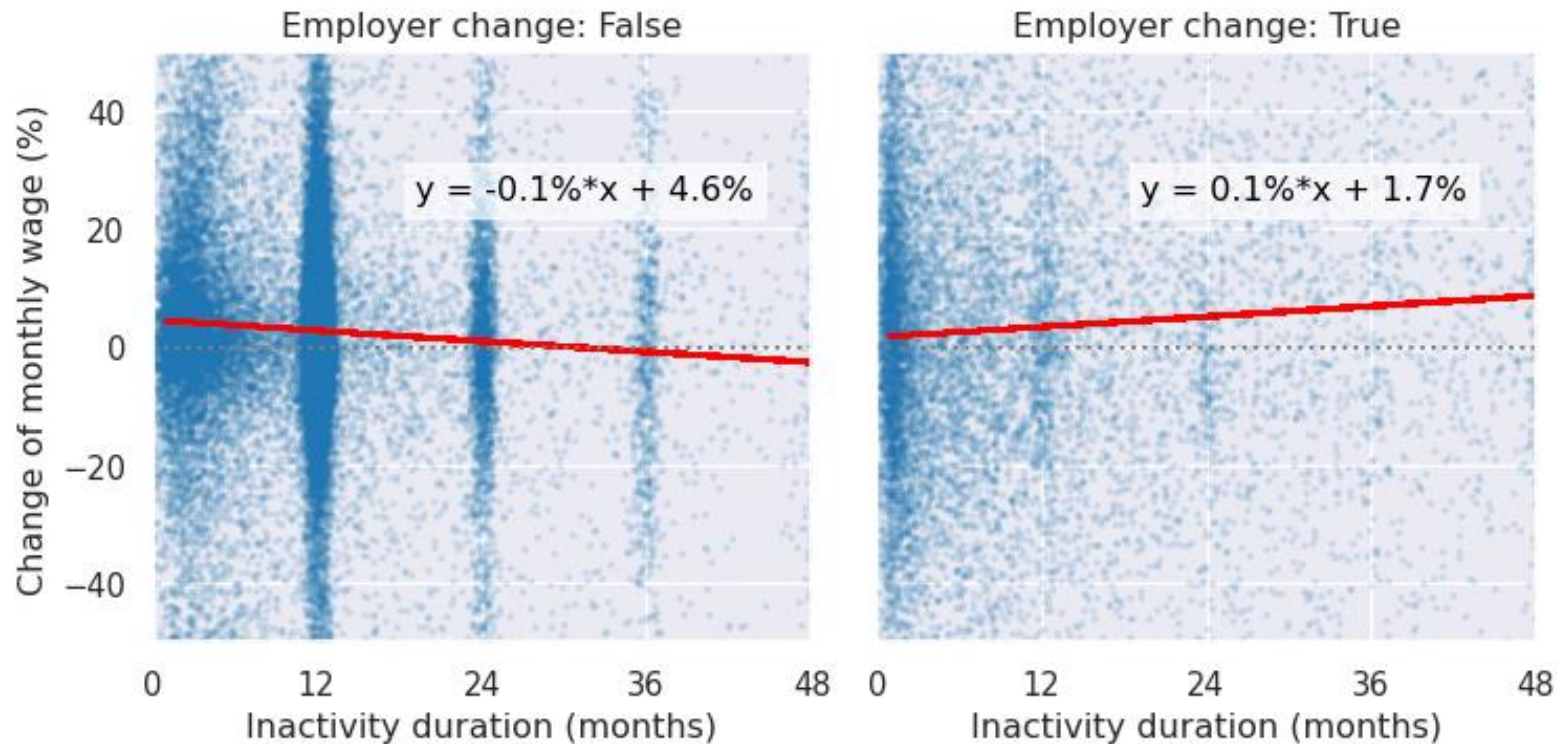 Employer change: False
Employer change: True
Change of monthly wage (%)
40
20
0
−20
−40
y = -0.1%*x + 4.6%
y = 0.1%*x + 1.7%
0 12 24 36 48
0 12 24 36 48
Inactivity duration (months)
Inactivity duration (months)